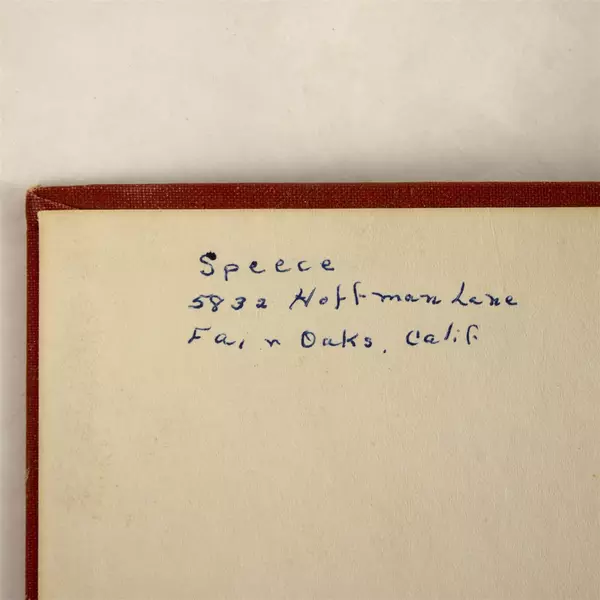 Speece
5832 Hoffman Lane
Fair Oaks, Calif